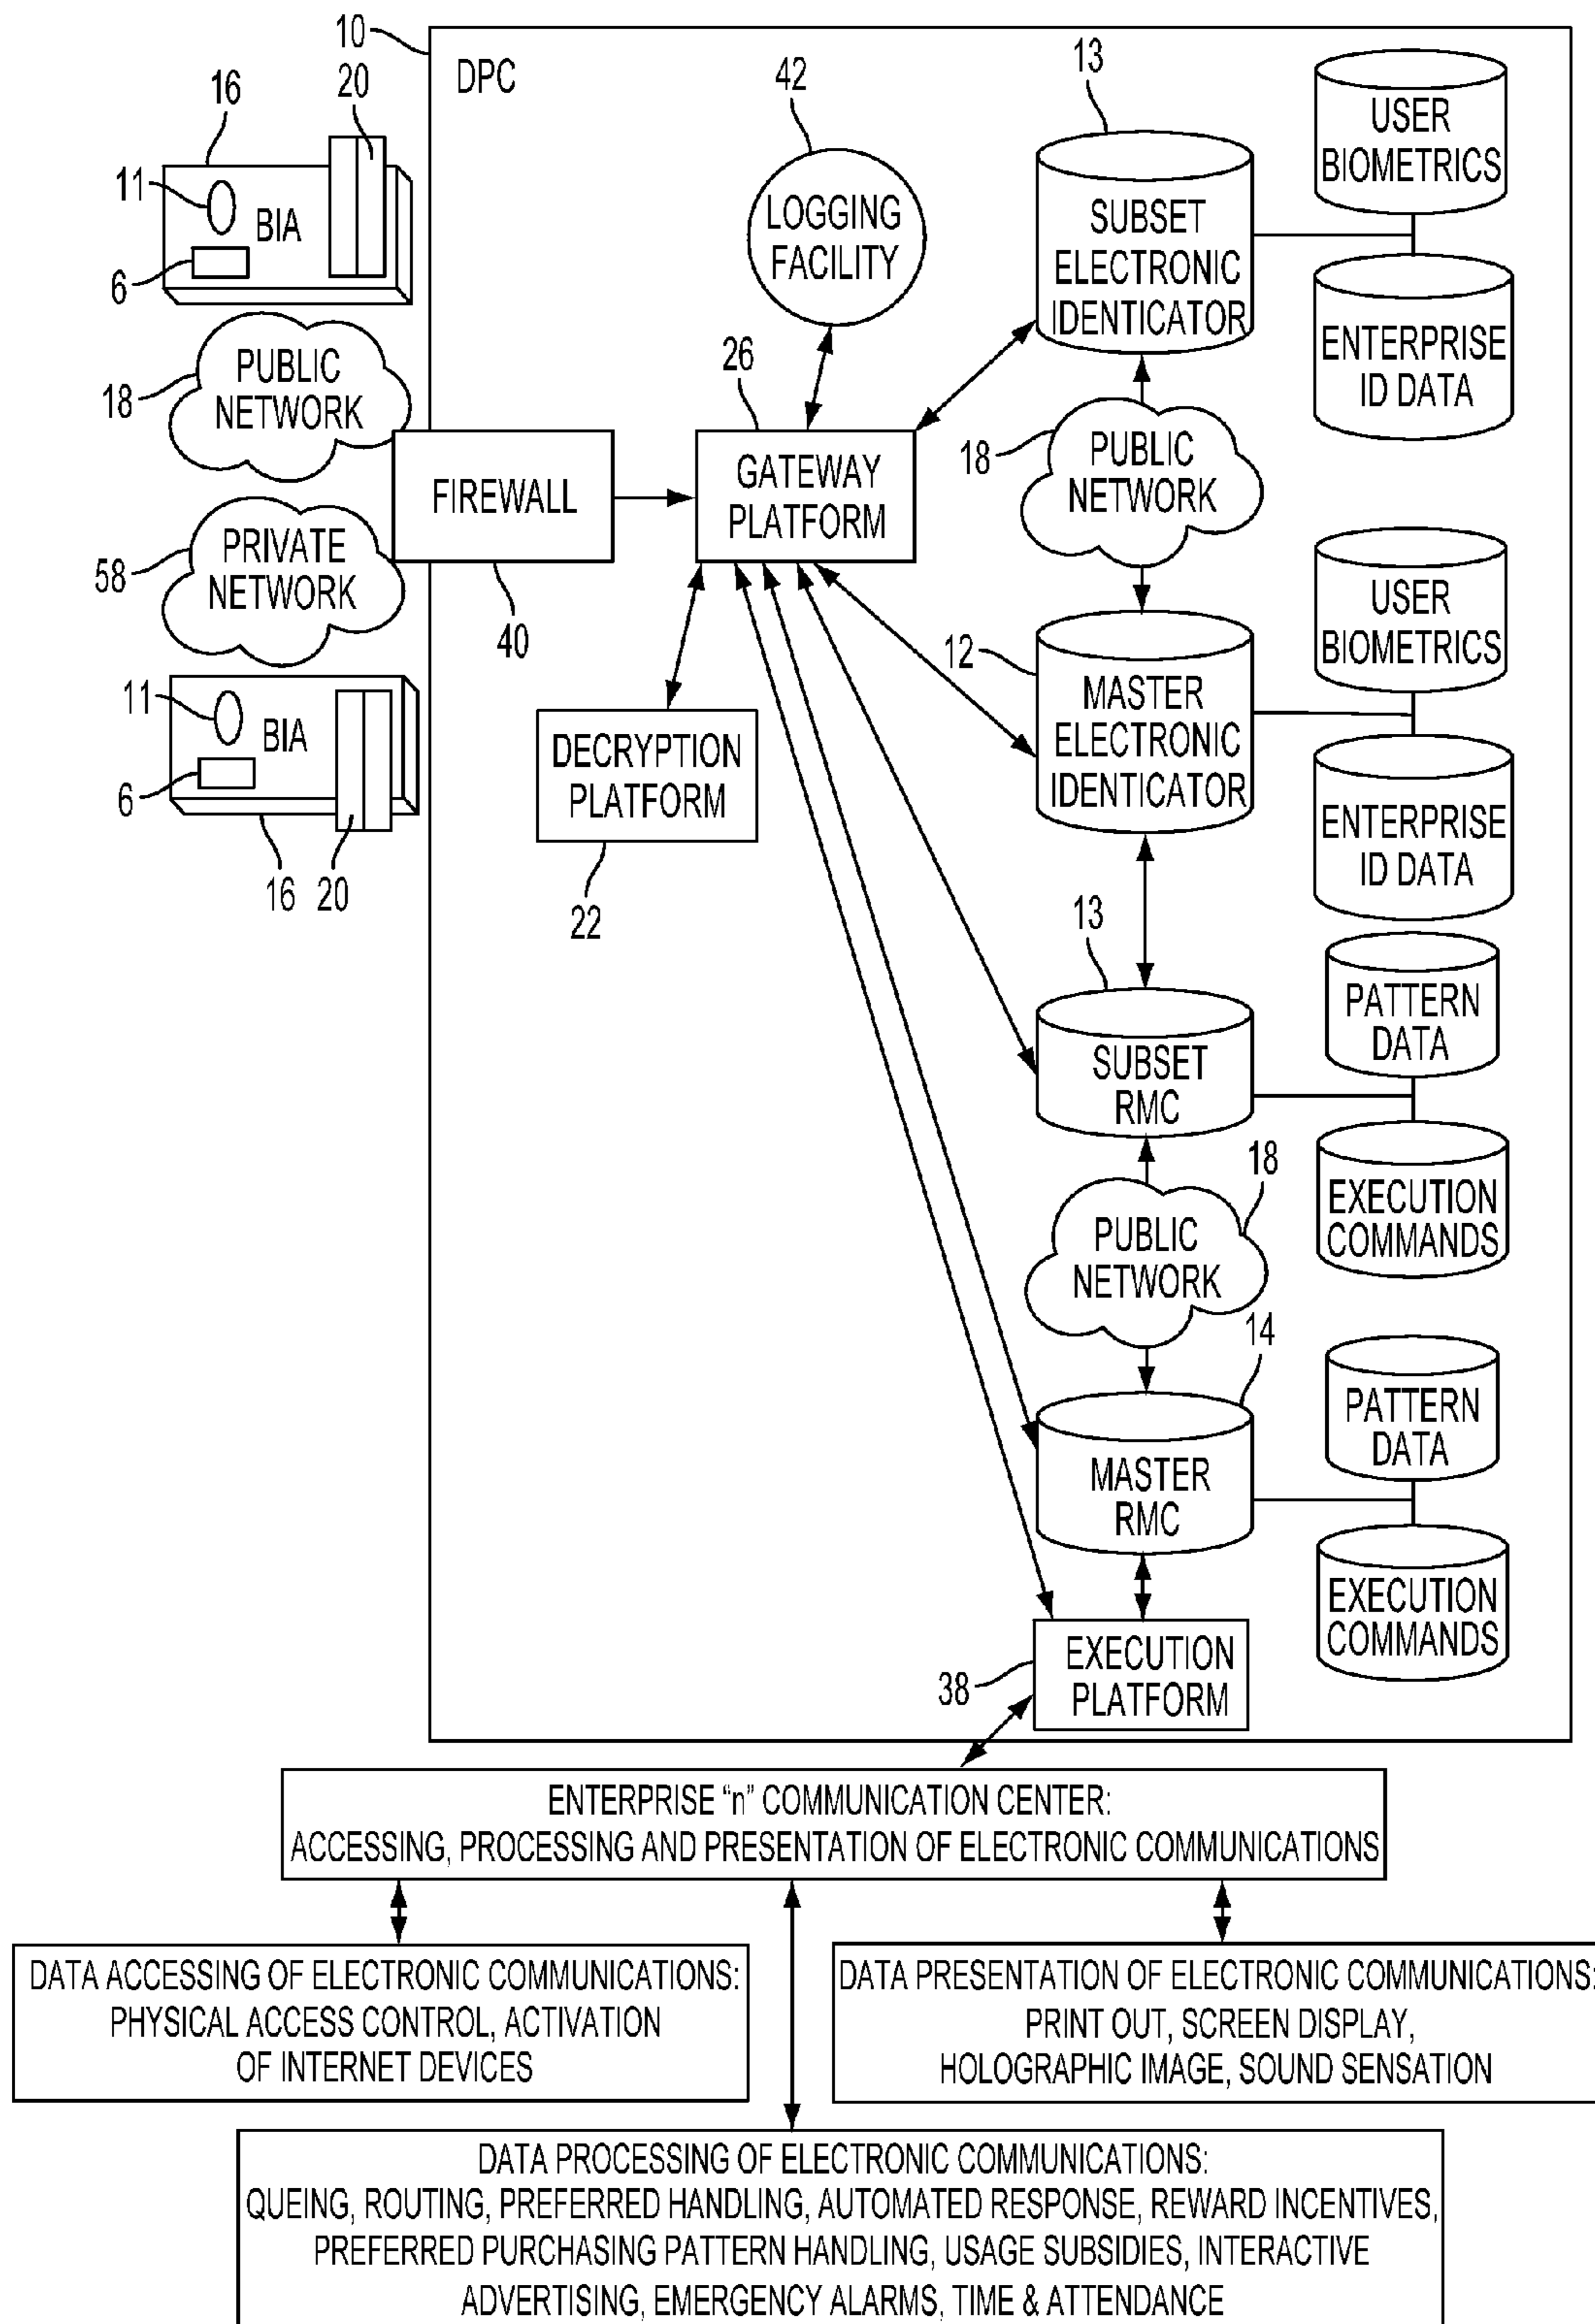 10
DPC
16
20
11
BIA
6
PUBLIC
NETWORK
18
FIREWALL
40
PRIVATE
NETWORK
58
11
BIA
6
16
20
42
LOGGING
FACILITY
26
GATEWAY
PLATFORM
DECRYPTION
PLATFORM
22
13
SUBSET
ELECTRONIC
IDENTICATOR
USER
BIOMETRICS
ENTERPRISE
ID DATA
18
PUBLIC
NETWORK
12
MASTER
ELECTRONIC
IDENTICATOR
USER
BIOMETRICS
ENTERPRISE
ID DATA
13
SUBSET
RMC
PATTERN
DATA
EXECUTION
COMMANDS
18
PUBLIC
NETWORK
14
MASTER
RMC
PATTERN
DATA
EXECUTION
COMMANDS
38
EXECUTION
PLATFORM
ENTERPRISE “n” COMMUNICATION CENTER:
ACCESSING, PROCESSING AND PRESENTATION OF ELECTRONIC COMMUNICATIONS
DATA ACCESSING OF ELECTRONIC COMMUNICATIONS:
PHYSICAL ACCESS CONTROL, ACTIVATION
OF INTERNET DEVICES
DATA PRESENTATION OF ELECTRONIC COMMUNICATIONS:
PRINT OUT, SCREEN DISPLAY,
HOLOGRAPHIC IMAGE, SOUND SENSATION
DATA PROCESSING OF ELECTRONIC COMMUNICATIONS:
QUEING, ROUTING, PREFERRED HANDLING, AUTOMATED RESPONSE, REWARD INCENTIVES,
PREFERRED PURCHASING PATTERN HANDLING, USAGE SUBSIDIES, INTERACTIVE
ADVERTISING, EMERGENCY ALARMS, TIME & ATTENDANCE